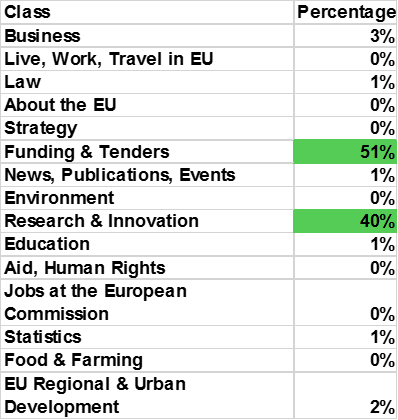 Class Percentage
Business 3%
Live, Work, Travel in EU 0%
Law 1%
About the EU 0%
Strategy 0%
Funding & Tenders 51%
News, Publications, Events 1%
Environment 0%
Research & Innovation 40%
Education 1%
Aid, Human Rights 0%
Jobs at the European
Commission 0%
Statistics 1%
Food & Farming 0%
EU Regional & Urban
Development 2%